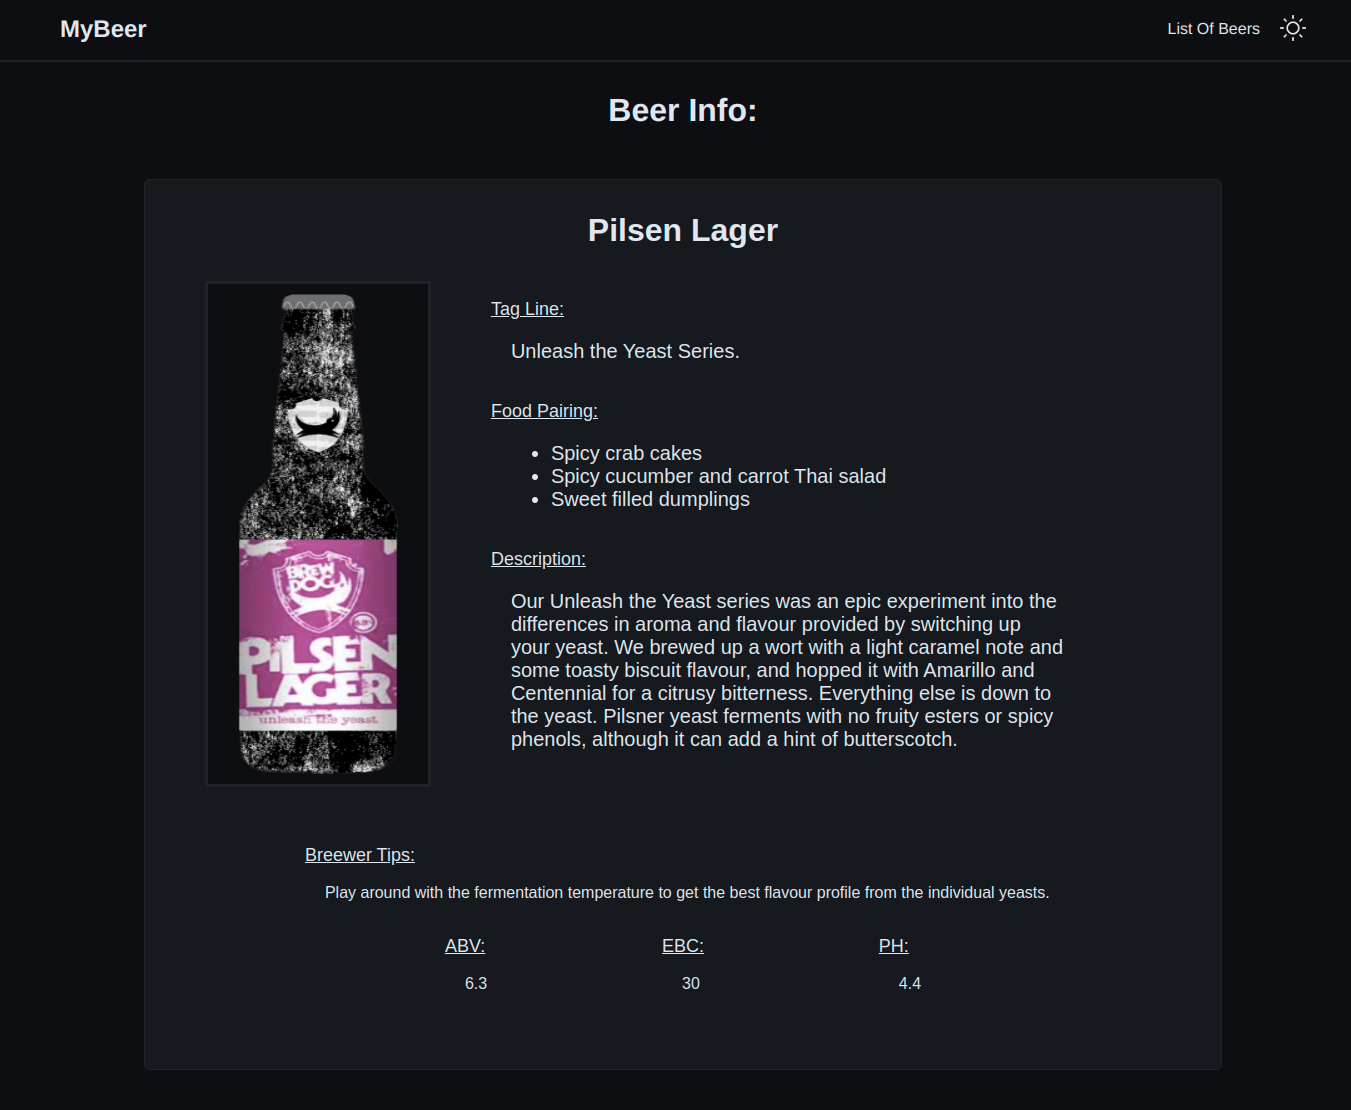 MyBeer
List Of Beers
Beer Info:
Pilsen Lager
BREW
DOG
PILSEN
LAGER
unleash the yeast
Tag Line:
Unleash the Yeast Series.
Food Pairing:
• Spicy crab cakes
• Spicy cucumber and carrot Thai salad
• Sweet filled dumplings
Description:
Our Unleash the Yeast series was an epic experiment into the
differences in aroma and flavour provided by switching up
your yeast. We brewed up a wort with a light caramel note and
some toasty biscuit flavour, and hopped it with Amarillo and
Centennial for a citrusy bitterness. Everything else is down to
the yeast. Pilsner yeast ferments with no fruity esters or spicy
phenols, although it can add a hint of butterscotch.
Breewer Tips:
Play around with the fermentation temperature to get the best flavour profile from the individual yeasts.
ABV:
EBC:
PH:
6.3
30
4.4